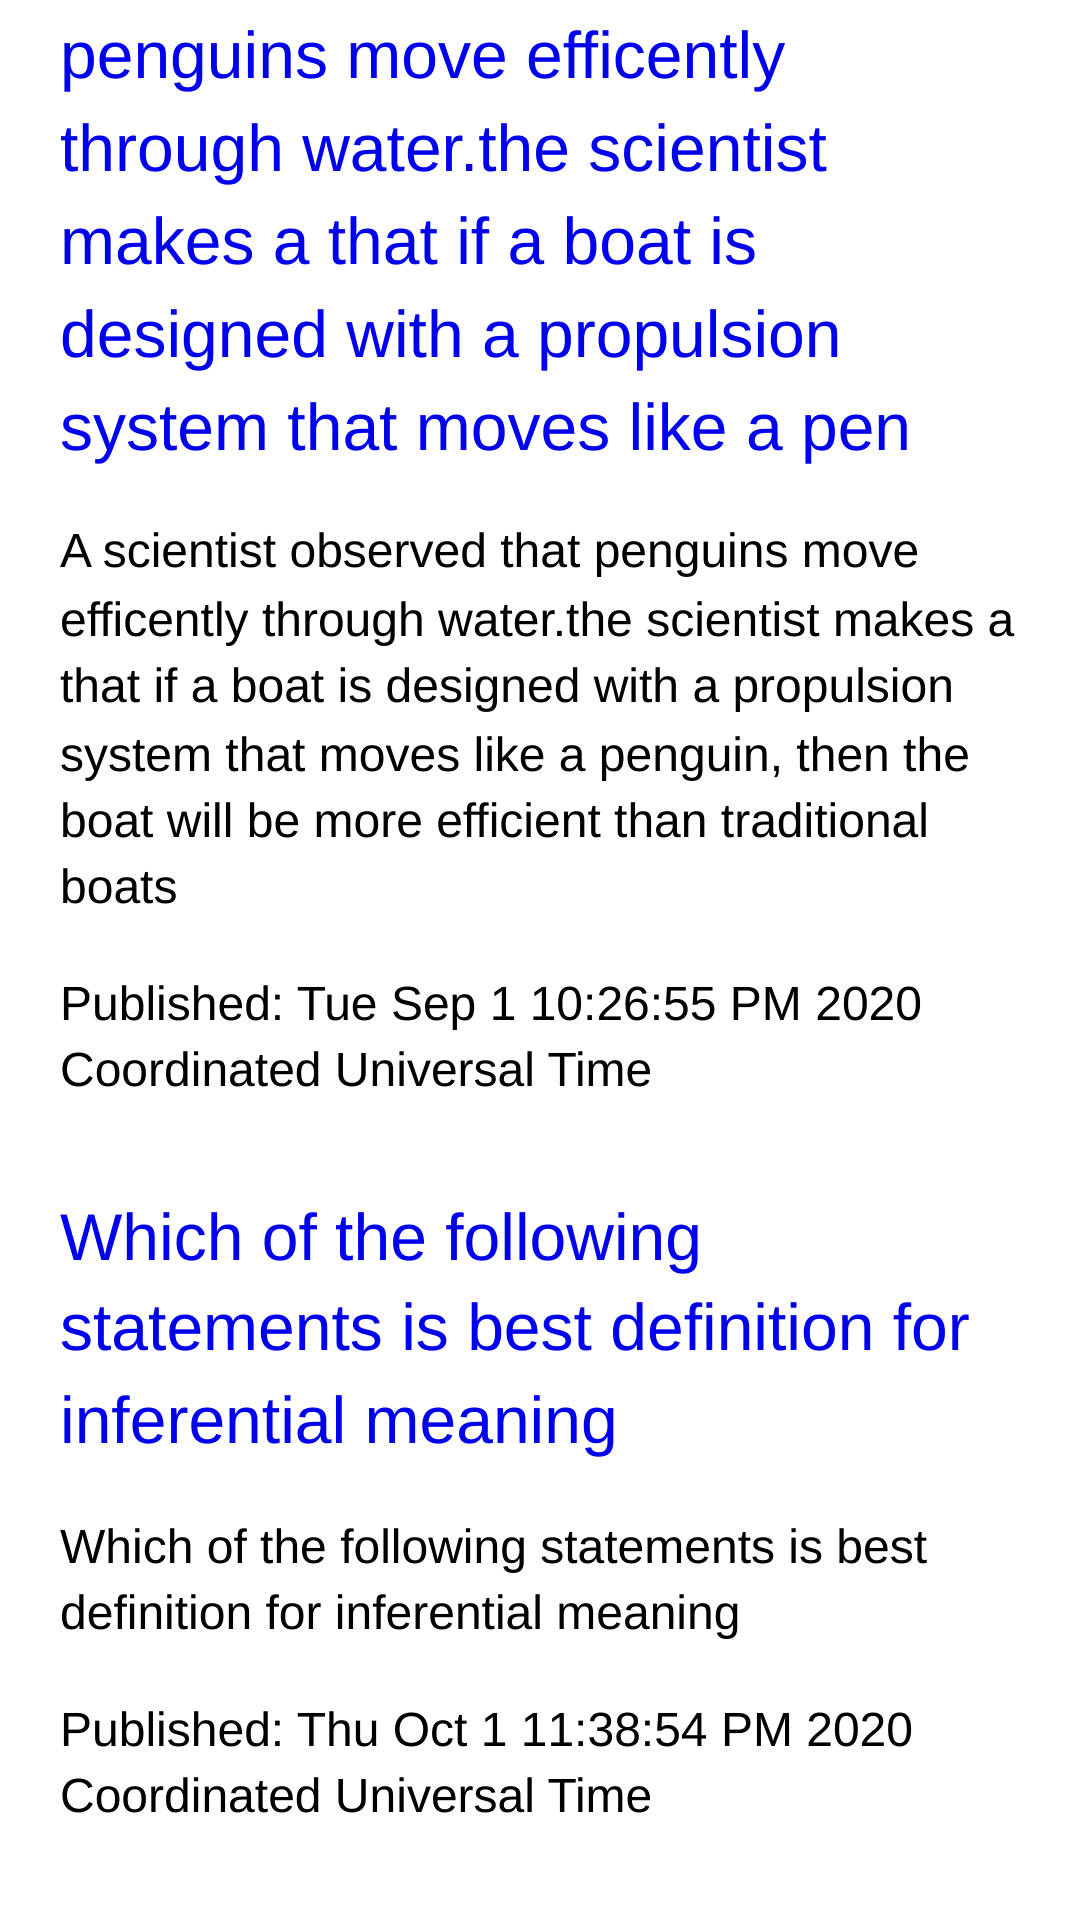 penguins move efficently
through water.the scientist
makes a that if a boat is
designed with a propulsion
system that moves like a pen
A scientist observed that penguins move
efficently through water.the scientist makes a
that if a boat is designed with a propulsion
system that moves like a penguin, then the
boat will be more efficient than traditional
boats
Published: Tue Sep 1 10:26:55 PM 2020
Coordinated Universal Time
Which of the following
statements is best definition for
inferential meaning
Which of the following statements is best
definition for inferential meaning
Published: Thu Oct 1 11:38:54 PM 2020
Coordinated Universal Time